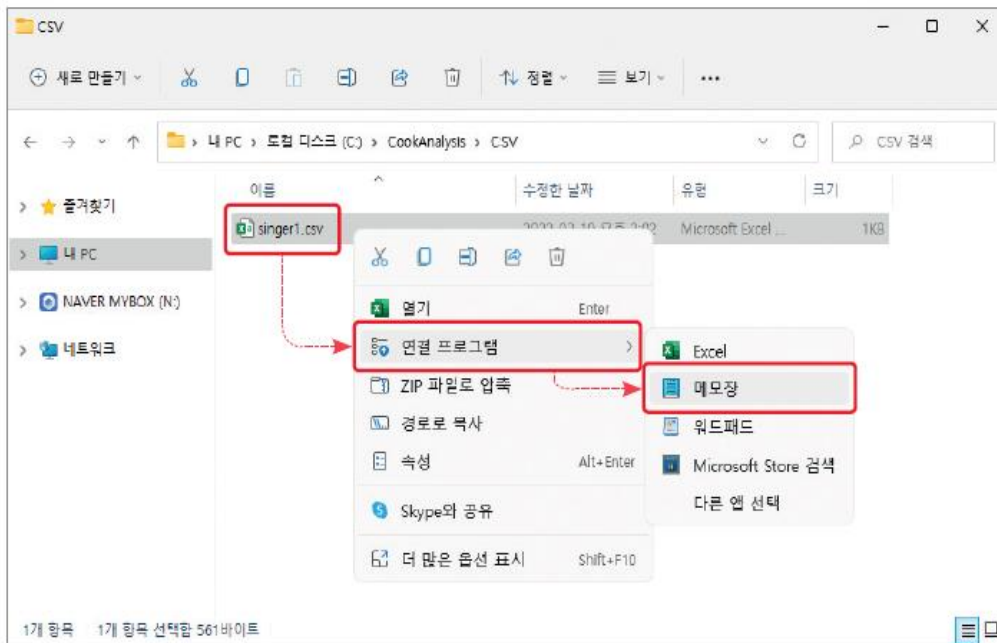 CSV
새로 만들기
정렬
보기
내 PC > 로컬 디스크 (C:) > CookAnalysis > CSV
CSV 검색
이름 수정한 날짜 유형 크기
즐겨찾기
singer1.csv Microsoft Excel ... 1KB
내 PC
NAVER MYBOX (N:)
네트워크
열기 Enter
연결 프로그램
ZIP 파일로 압축
경로로 복사
속성 Alt+Enter
Skype와 공유
더 많은 옵션 표시 Shift+F10
Excel
메모장
워드패드
Microsoft Store 검색
다른 앱 선택
1개 항목 1개 항목 선택함 561바이트